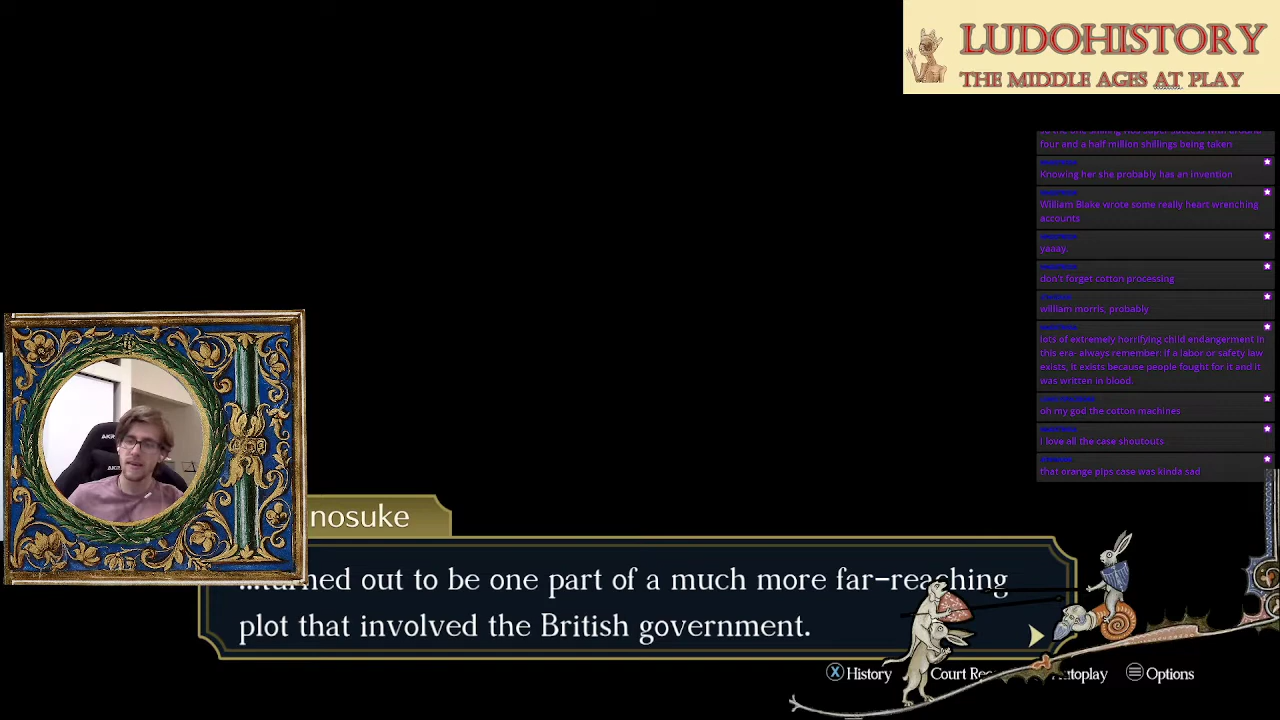 LUDOHISTORY
THE MIDDLE AGES AT PLAY
four and a half million shillings being taken
Knowing her she probably has an invention
William Blake wrote some really heart wrenching
accounts
yaaay.
don't forget cotton processing
william morris, probably
lots of extremely horrifying child endangerment in
this era- always remember: if a labor or safety law
exists, it exists because people fought for it and it
was written in blood.
oh my god the cotton machines
I love all the case shoutouts
that orange pips case was kinda sad
nosuke
...turned out to be one part of a much more far-reaching
plot that involved the British government.
X History
Court Rec
Autoplay
Options